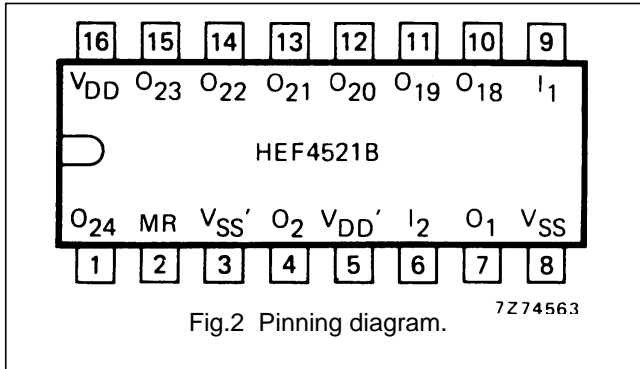 16 15 14 13 12 11 10 9
VDD O23 O22 O21 O20 O19 O18 I1
HEF4521B
O24 MR VSS' O2 VDD' I2 O1 VSS
1 2 3 4 5 6 7 8
7Z74563
Fig.2 Pinning diagram.